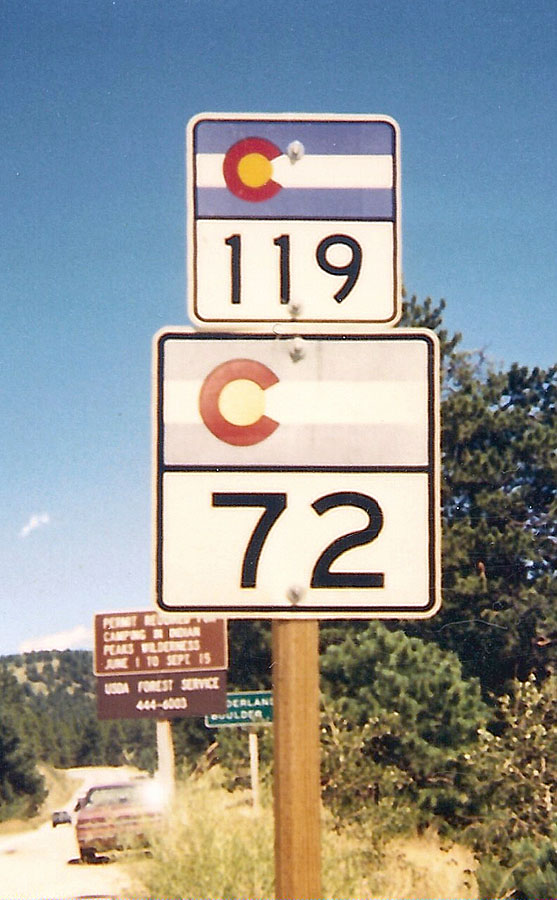 119
72
PERMIT REQUIRED FOR
CAMPING IN INDIAN
PEAKS WILDERNESS
JUNE 1 TO SEPT 15
USDA FOREST SERVICE
444-6003
DERLAND
BOULDER